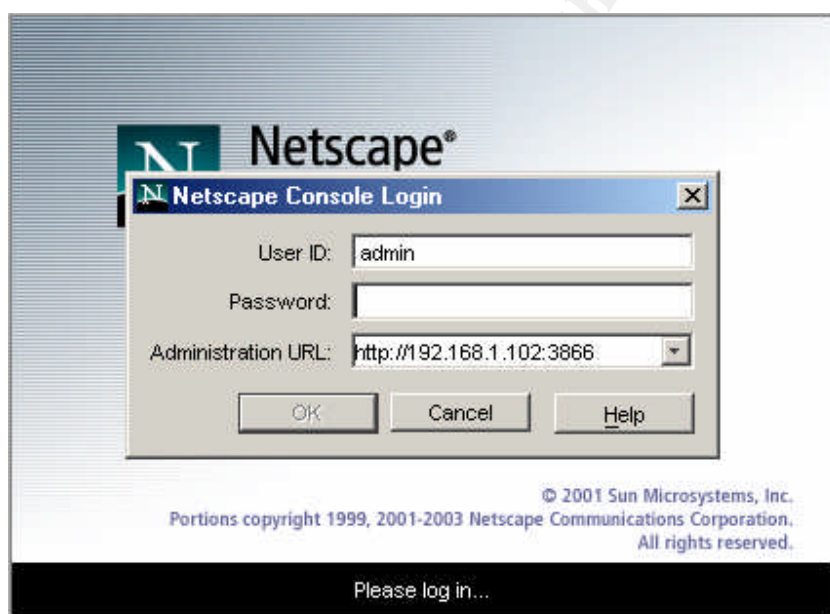 Netscape®
N Netscape Console Login
User ID: admin
Password:
Administration URL: http://192.168.1.102:3866
OK Cancel Help
© 2001 Sun Microsystems, Inc.
Portions copyright 1999, 2001-2003 Netscape Communications Corporation.
All rights reserved.
Please log in...